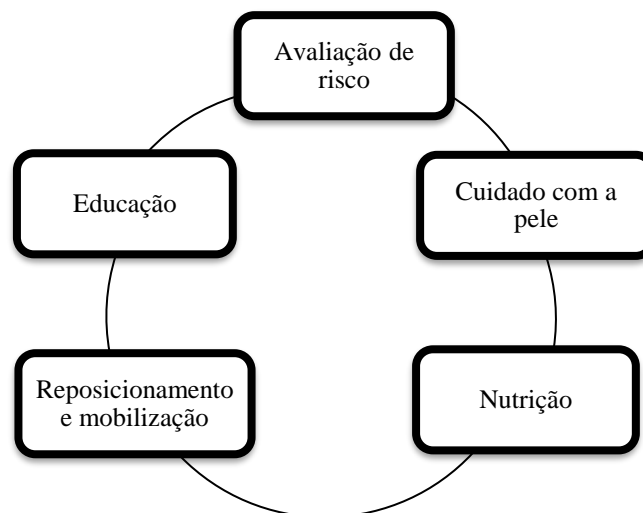 Avaliação de
risco
Cuidado com a
pele
Nutrição
Reposicionamento
e mobilização
Educação